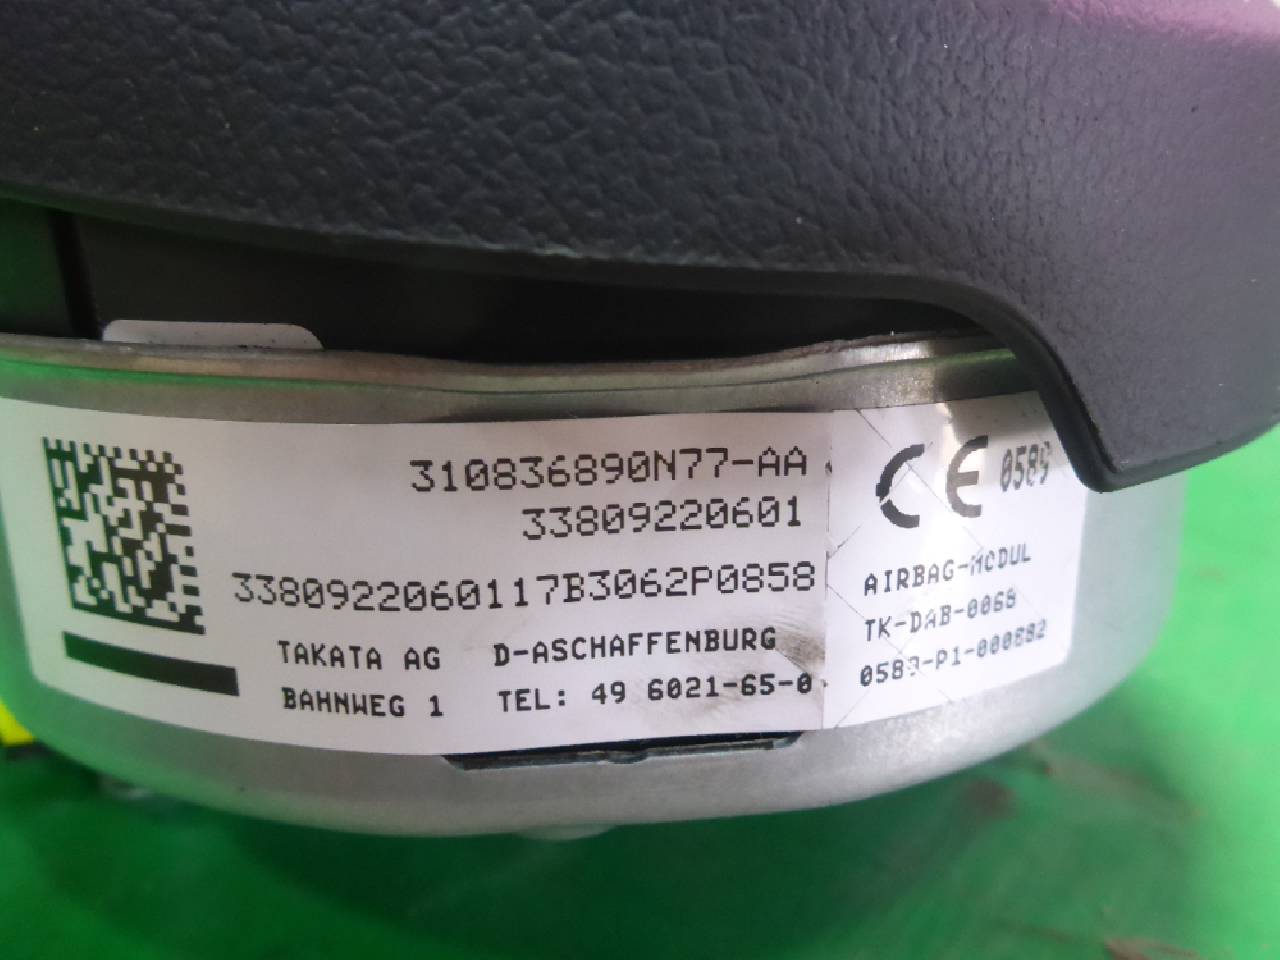 310836890N77-AA
33809220601
3380922060117B3062P0858
TAKATA AG D-ASCHAFFENBURG
BAHNWEG 1 TEL: 49 6021-65-0
CE 0589
AIRBAG-MODUL
TK-DAB-0068
0589-P1-000882